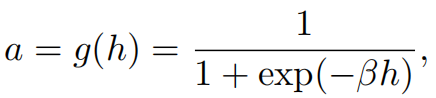 a = g(h) = \frac{1}{1 + \exp(-\beta h)},